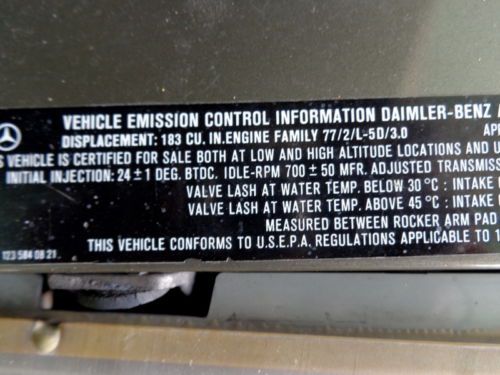 VEHICLE EMISSION CONTROL INFORMATION DAIMLER-BENZ A
DISPLACEMENT: 183 CU. IN. ENGINE FAMILY 77/2/L-5D/3.0 AP
S VEHICLE IS CERTIFIED FOR SALE BOTH AT LOW AND HIGH ALTITUDE LOCATIONS AND U
INITIAL INJECTION: 24±1 DEG. BTDC. IDLE-RPM 700±50 MFR. ADJUSTED TRANSMIS
VALVE LASH AT WATER TEMP. BELOW 30°C: INTAKE
VALVE LASH AT WATER TEMP. ABOVE 45°C: INTAKE
MEASURED BETWEEN ROCKER ARM PAD
THIS VEHICLE CONFORMS TO U.S.E.P.A. REGULATIONS APPLICABLE TO 1
123 584 08 21